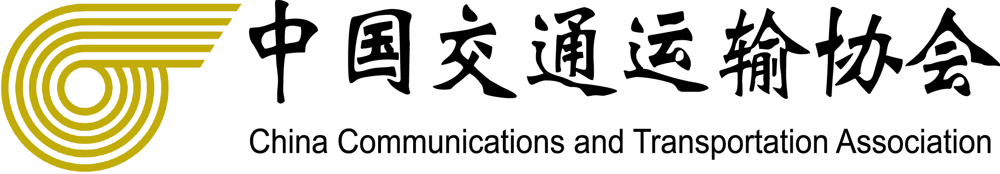 中国交通运输协会
China Communications and Transportation Association